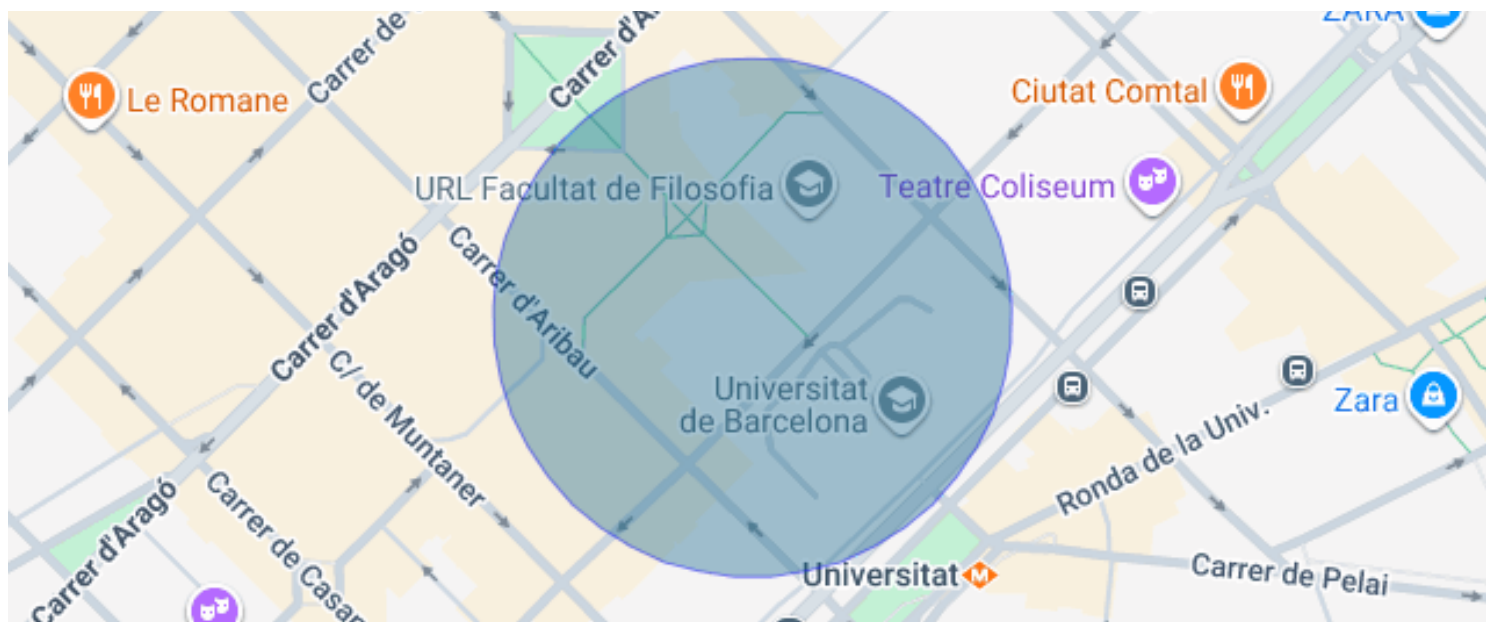 ZARA
Carrer de
Carrer d'A
Le Romane
Ciutat Comtal
URL Facultat de Filosofia
Teatre Coliseum
Carrer d'Aragó
Carrer d'Aribau
C/ de Muntaner
Universitat
de Barcelona
Zara
Ronda de la Univ.
Carrer d'Aragó
Carrer de Casan
Universitat
M
Carrer de Pelai